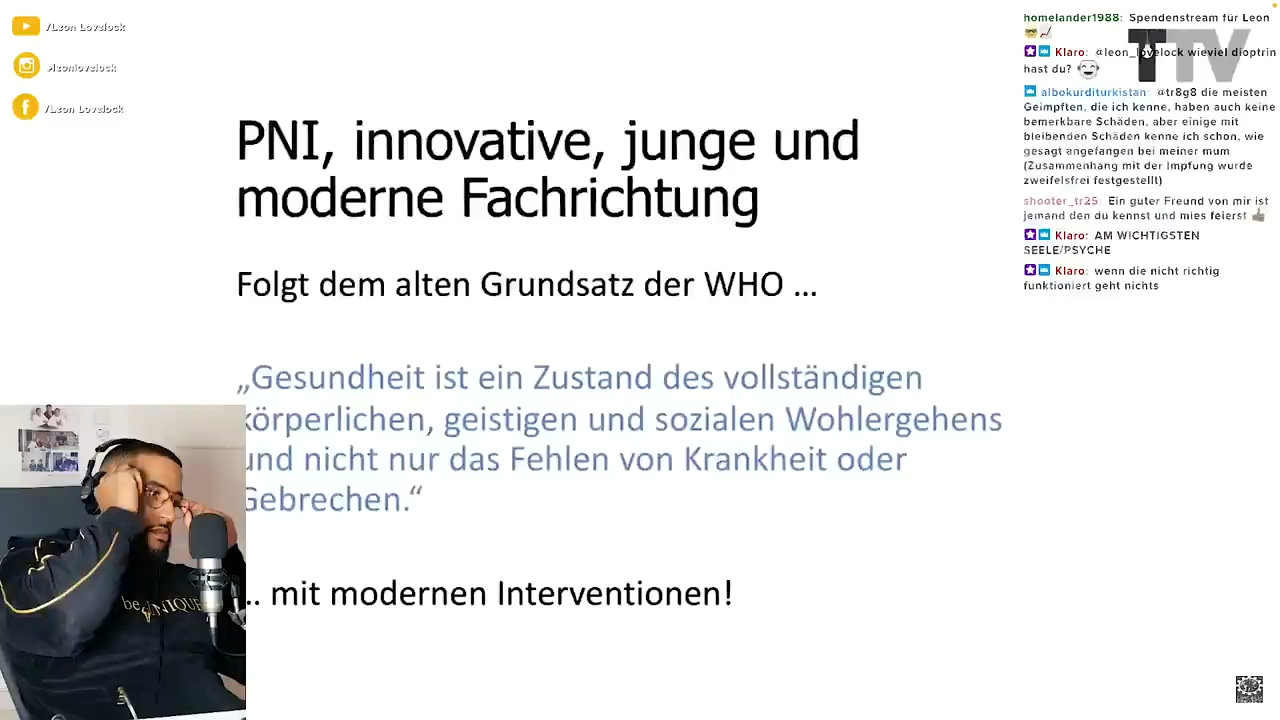 /Leon Lovelock
/leonlovelock
/Leon Lovelock
PNI, innovative, junge und
moderne Fachrichtung
Folgt dem alten Grundsatz der WHO …
„Gesundheit ist ein Zustand des vollständigen
körperlichen, geistigen und sozialen Wohlergehens
und nicht nur das Fehlen von Krankheit oder
Gebrechen.“
.. mit modernen Interventionen!
homelander1988: Spendenstream für Leon
Klaro: @leon_lovelock wieviel dioptrin
hast du?
albokurditurkistan: @tr8g8 die meisten
Geimpften, die ich kenne, haben auch keine
bemerkbare Schäden, aber einige mit
bleibenden Schäden kenne ich schon, wie
gesagt angefangen bei meiner mum
(Zusammenhang mit der Impfung wurde
zweifelsfrei festgestellt)
shooter_tr25: Ein guter Freund von mir ist
jemand den du kennst und mies feierst
Klaro: AM WICHTIGSTEN
SEELE/PSYCHE
Klaro: wenn die nicht richtig
funktioniert geht nichts
TTV